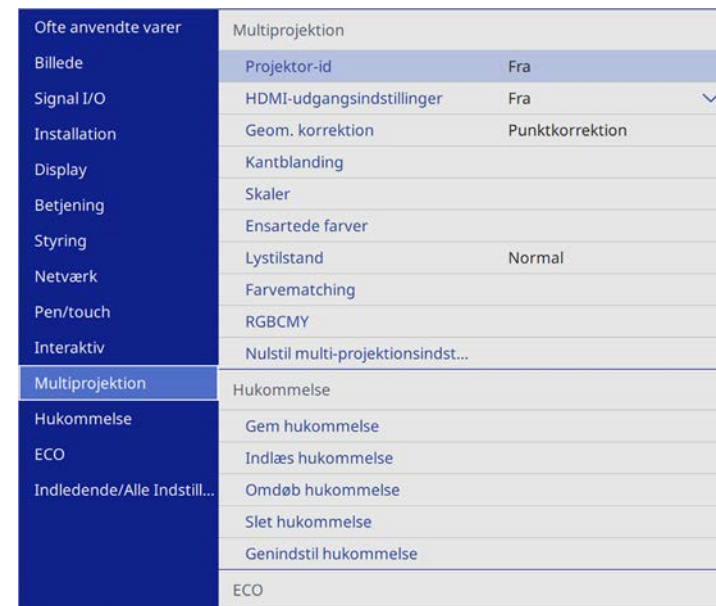 Ofte anvendte varer
Billede
Signal I/O
Installation
Display
Betjening
Styring
Netværk
Pen/touch
Interaktiv
Multiprojektion
Hukommelse
ECO
Indledende/Alle Indstill...
Multiprojektion
Projektor-id Fra
HDMI-udgangsindstillinger Fra
Geom. korrektion Punktkorrektion
Kantblanding
Skaler
Ensartede farver
Lystilstand Normal
Farvematching
RGBCMY
Nulstil multi-projektionsindst...
Hukommelse
Gem hukommelse
Indlæs hukommelse
Omdøb hukommelse
Slet hukommelse
Genindstil hukommelse
ECO